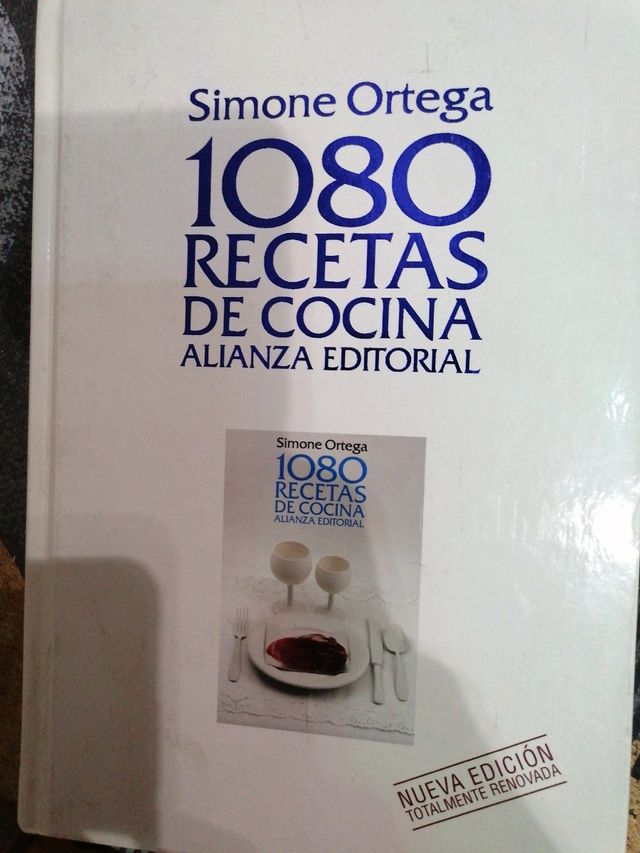 Simone Ortega
1080
RECETAS
DE COCINA
ALIANZA EDITORIAL
Simone Ortega
1080
RECETAS
DE COCINA
ALIANZA EDITORIAL
NUEVA EDICIÓN
TOTALMENTE RENOVADA